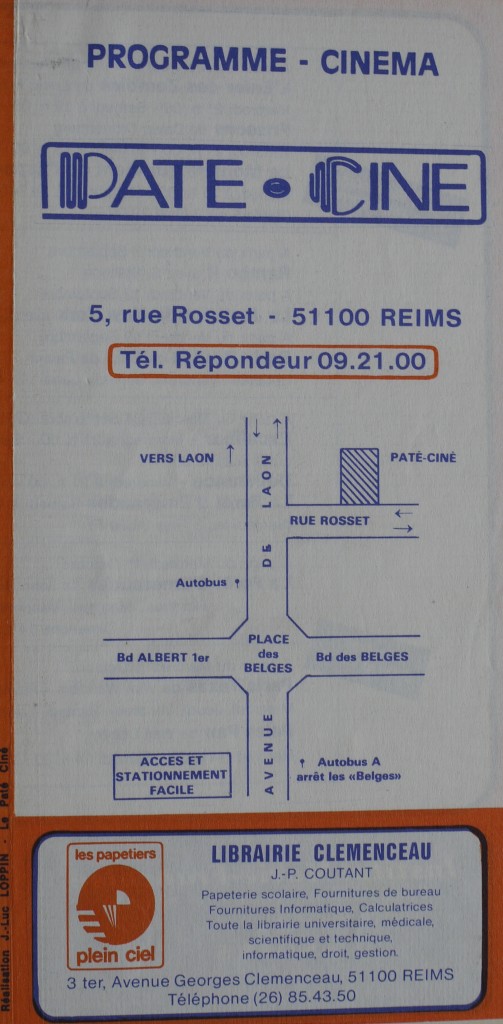 PROGRAMME - CINEMA
PATE • CINE
5, rue Rosset - 51100 REIMS
Tél. Répondeur 09.21.00
VERS LAON
PATÉ-CINÉ
RUE ROSSET
AVENUE DE LAON
Autobus
PLACE
des
BELGES
Bd ALBERT 1er
Bd des BELGES
ACCES ET
STATIONNEMENT
FACILE
Autobus A
arrêt les «Belges»
Réalisation J.-Luc LOPPIN - Le Paté Ciné
les papetiers
plein ciel
LIBRAIRIE CLEMENCEAU
J.-P. COUTANT
Papeterie scolaire, Fournitures de bureau
Fournitures Informatique, Calculatrices
Toute la librairie universitaire, médicale,
scientifique et technique,
informatique, droit, gestion.
3 ter, Avenue Georges Clemenceau, 51100 REIMS
Téléphone (26) 85.43.50